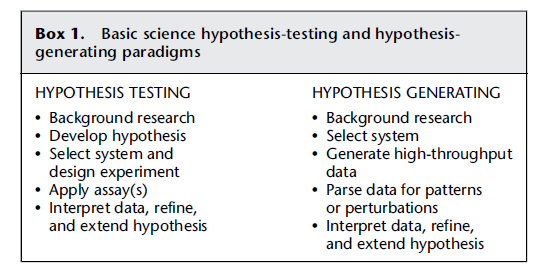 Box 1. Basic science hypothesis-testing and hypothesis-
generating paradigms
HYPOTHESIS TESTING
• Background research
• Develop hypothesis
• Select system and
design experiment
• Apply assay(s)
• Interpret data, refine,
and extend hypothesis
HYPOTHESIS GENERATING
• Background research
• Select system
• Generate high-throughput
data
• Parse data for patterns
or perturbations
• Interpret data, refine,
and extend hypothesis